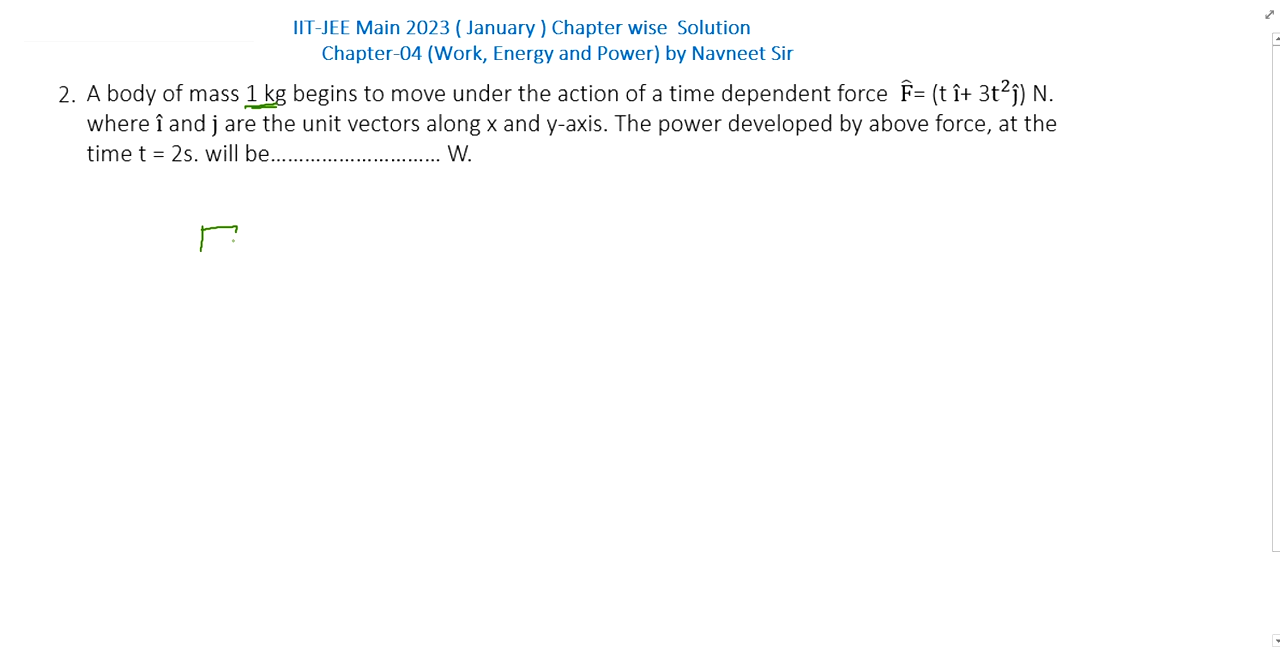 IIT-JEE Main 2023 ( January ) Chapter wise Solution
Chapter-04 (Work, Energy and Power) by Navneet Sir
2. A body of mass 1 kg begins to move under the action of a time dependent force F̂= (t î+ 3t²ĵ) N.
where î and j are the unit vectors along x and y-axis. The power developed by above force, at the
time t = 2s. will be.............................. W.